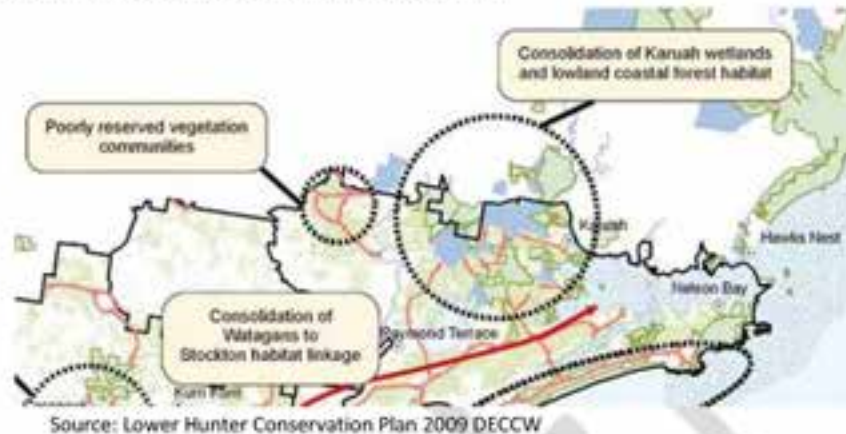 Consolidation of Karuah wetlands
and lowland coastal forest habitat
Poorly reserved vegetation
communities
Karuah
Hawks Nest
Nelson Bay
Consolidation of
Watagans to
Stockton habitat linkage
Raymond Terrace
Kurri Kurri
Source: Lower Hunter Conservation Plan 2009 DECCW